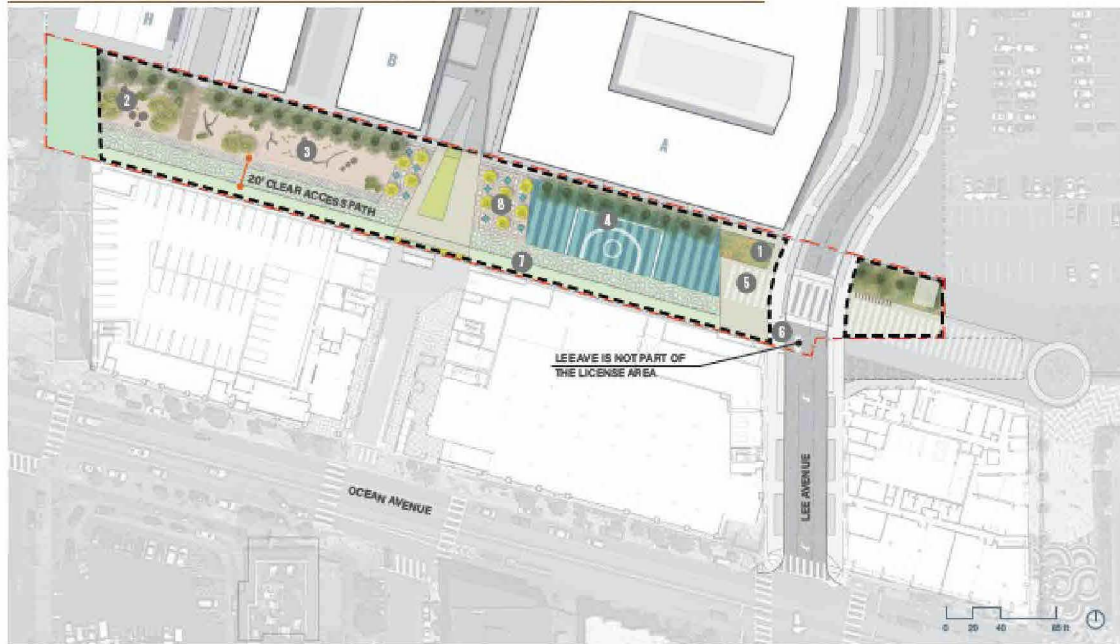 H
B
A
2
3
20' CLEAR ACCESS PATH
8
4
1
5
7
6
LEE AVE IS NOT PART OF
THE LICENSE AREA
OCEAN AVENUE
LEE AVENUE
0 20 40 80 ft